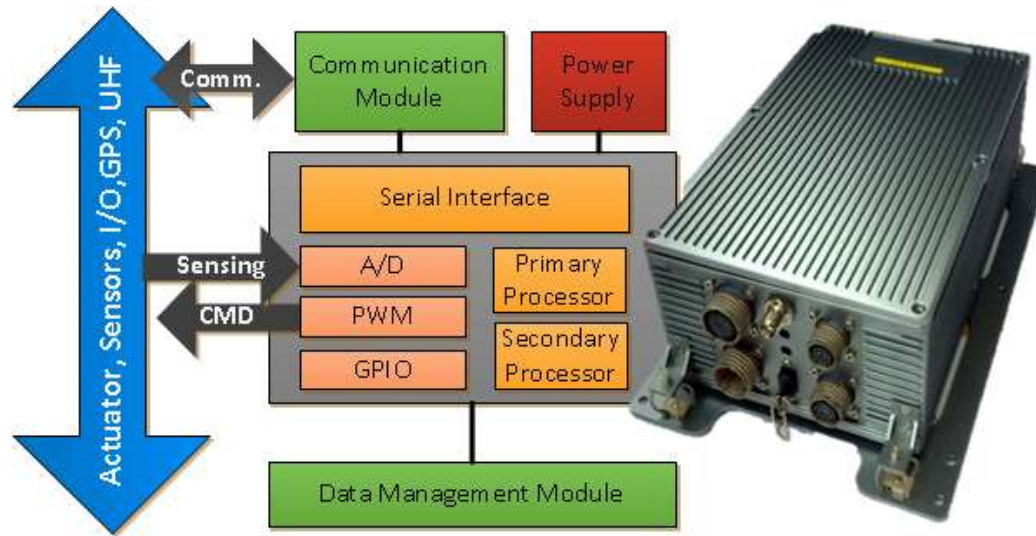 Actuator, Sensors, I/O,GPS, UHF
Comm.
Communication
Module
Power
Supply
Serial Interface
Sensing
A/D
Primary
Processor
CMD
PWM
Secondary
Processor
GPIO
Data Management Module